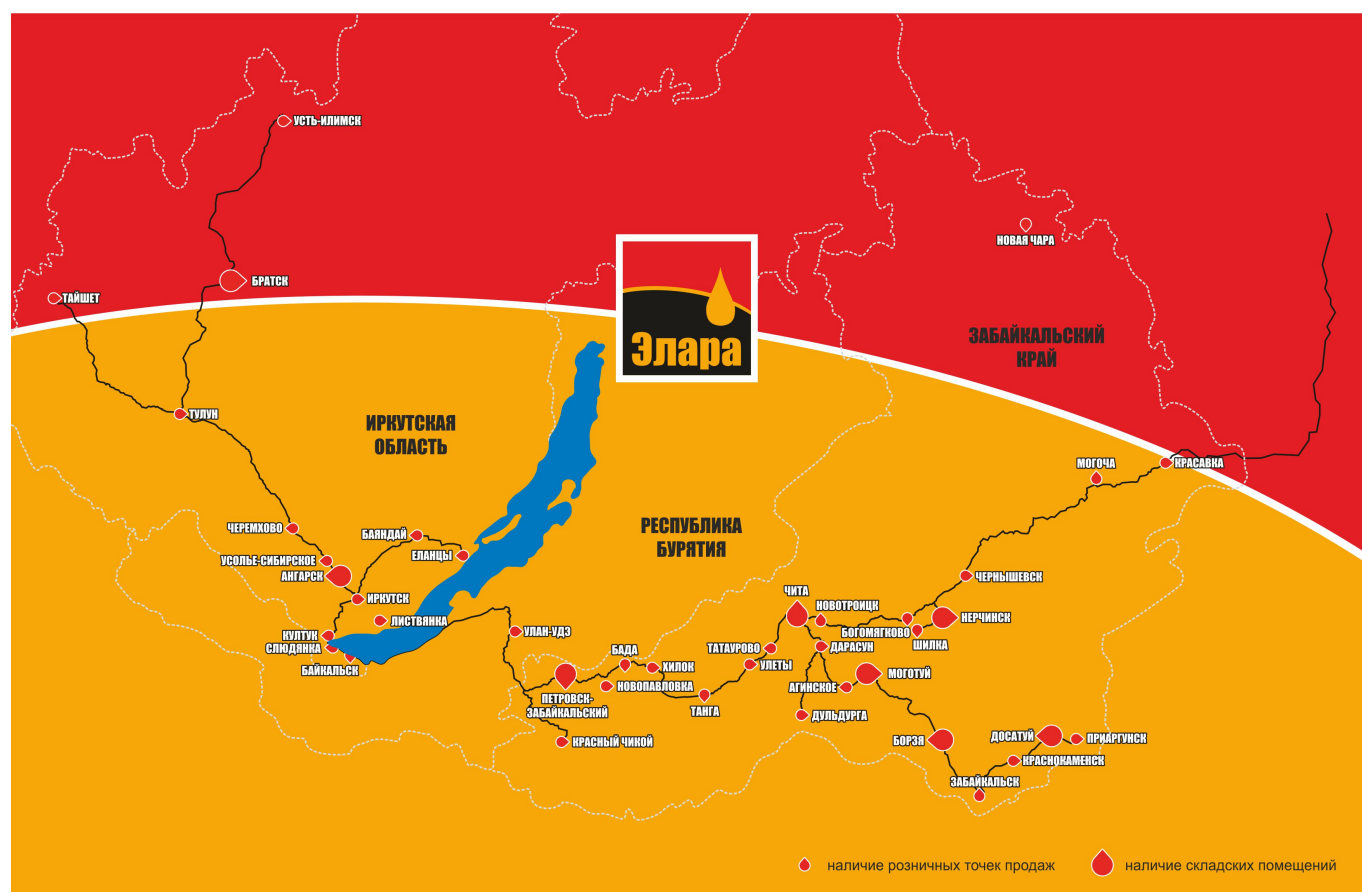 УСТЬ-ИЛИМСК
НОВАЯ ЧАРА
БРАТСК
ТАЙШЕТ
Элара
ЗАБАЙКАЛЬСКИЙ
КРАЙ
ТУЛУН
ИРКУТСКАЯ
ОБЛАСТЬ
МОГОЧА
КРАСАВКА
РЕСПУБЛИКА
БУРЯТИЯ
ЧЕРЕМХОВО
БАЯНДАЙ
ЕЛАНЦЫ
УСОЛЬЕ-СИБИРСКОЕ
АНГАРСК
ЧЕРНЫШЕВСК
ИРКУТСК
ЧИТА
НОВОТРОИЦК
НЕРЧИНСК
ЛИСТВЯНКА
БОГОМЯГКОВО
ШИЛКА
УЛАН-УДЭ
КУЛТУК
СЛЮДЯНКА
БАЙКАЛЬСК
ТАТАУРОВО
ДАРАСУН
БАДА
ХИЛОК
УЛЕТЫ
МОГОТУЙ
НОВОПАВЛОВКА
АГИНСКОЕ
ПЕТРОВСК-
ЗАБАЙКАЛЬСКИЙ
ТАНГА
ДУЛЬДУРГА
КРАСНЫЙ ЧИКОЙ
БОРЗЯ
ДОСАТУЙ
ПРИАРГУНСК
КРАСНОКАМЕНСК
ЗАБАЙКАЛЬСК
наличие розничных точек продаж
наличие складских помещений